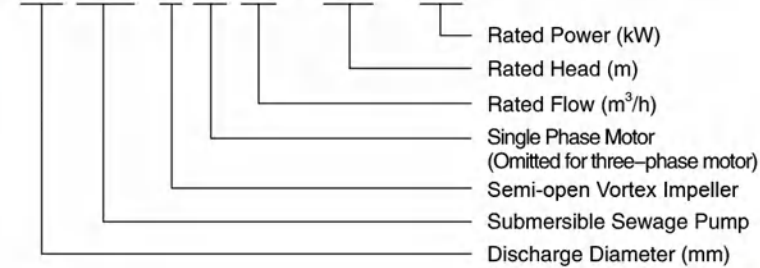 Rated Power (kW)
Rated Head (m)
Rated Flow (m³/h)
Single Phase Motor
(Omitted for three–phase motor)
Semi-open Vortex Impeller
Submersible Sewage Pump
Discharge Diameter (mm)